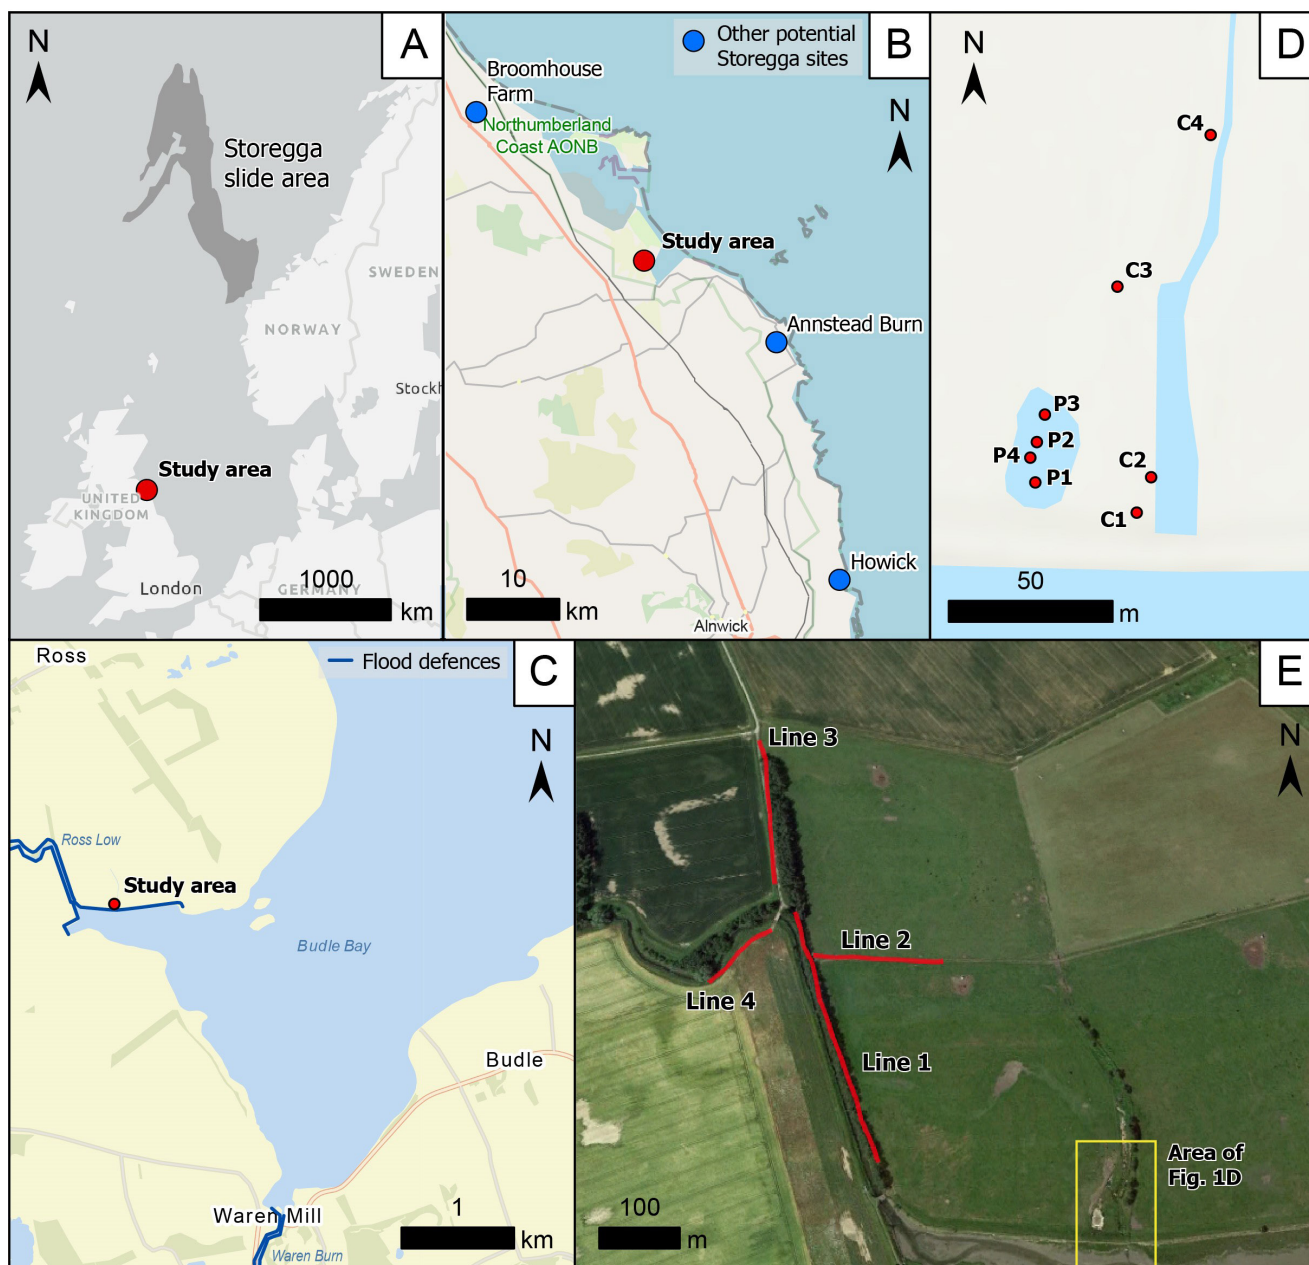 N
A
Storegga
slide area
SWEDEN
NORWAY
Stockh
Study area
UNITED
KINGDOM
London
GERMANY
1000
km
Other potential
Storegga sites
B
Broomhouse
Farm
Northumberland
Coast AONB
N
Study area
Annstead Burn
Howick
10
km
Alnwick
N
D
C4
C3
P3
P2
P4
P1
C2
C1
50
m
Ross
Flood defences
C
N
Ross Low
Study area
Budle Bay
Budle
Waren Mill
Waren Burn
1
km
E
N
Line 3
Line 2
Line 4
Line 1
Area of
Fig. 1D
100
m